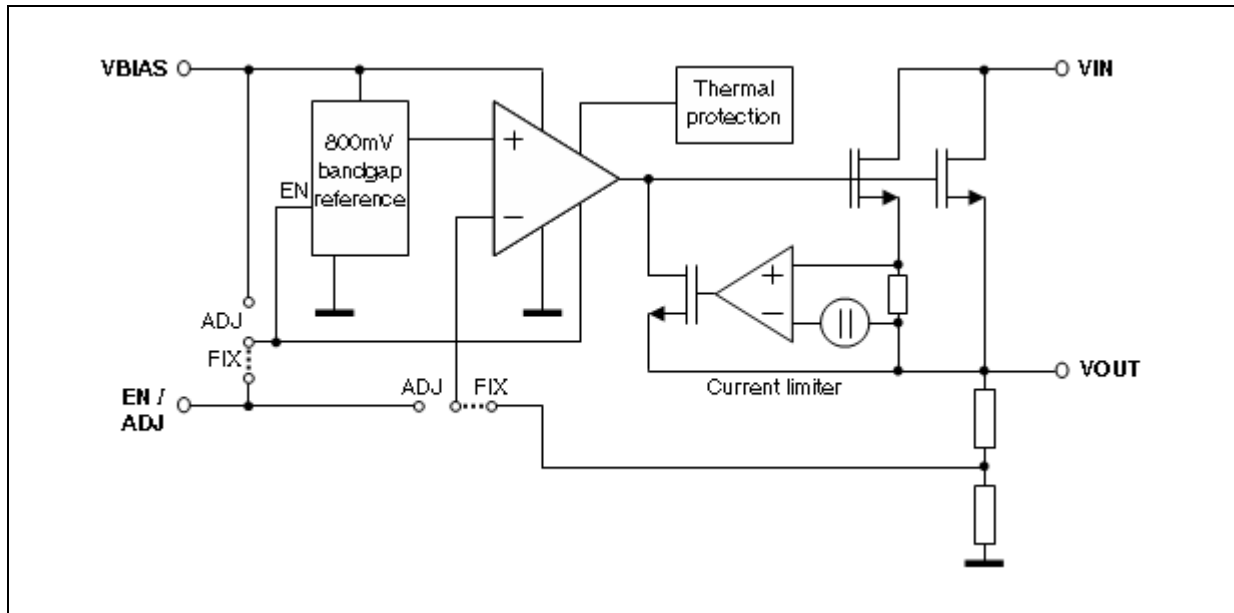 VBIAS
VIN
Thermal
protection
800mV
bandgap
reference
EN
+
−
+
−
ADJ
FIX
ADJ
FIX
Current limiter
VOUT
EN /
ADJ